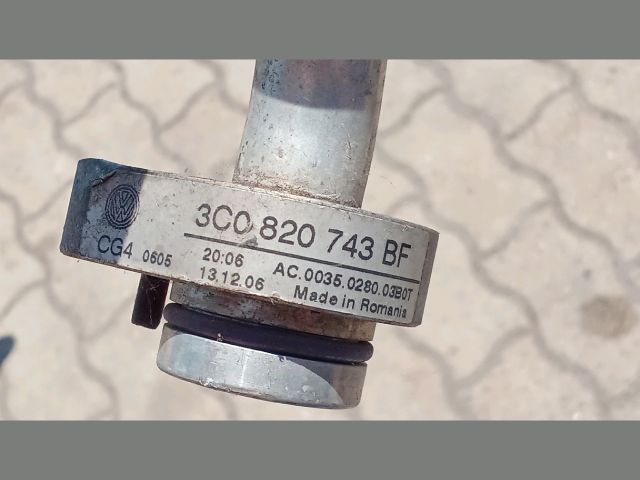 3C0 820 743 BF
CG4 0605 20:06 AC.0035.0280.03B0T
13.12.06 Made in Romania